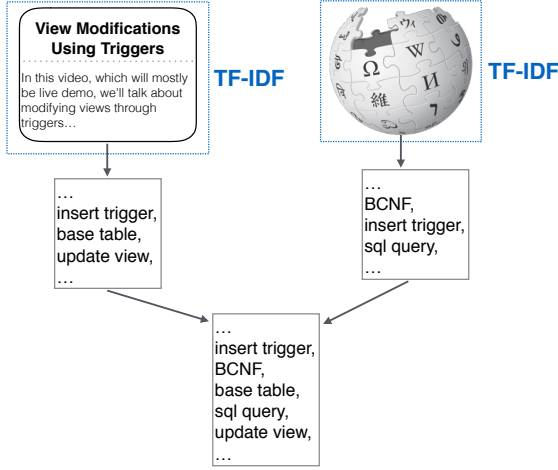 View Modifications
Using Triggers
In this video, which will mostly
be live demo, we'll talk about
modifying views through
triggers…
TF-IDF
Ω
W
И
維
TF-IDF
…
insert trigger,
base table,
update view,
…
…
BCNF,
insert trigger,
sql query,
…
…
insert trigger,
BCNF,
base table,
sql query,
update view,
…